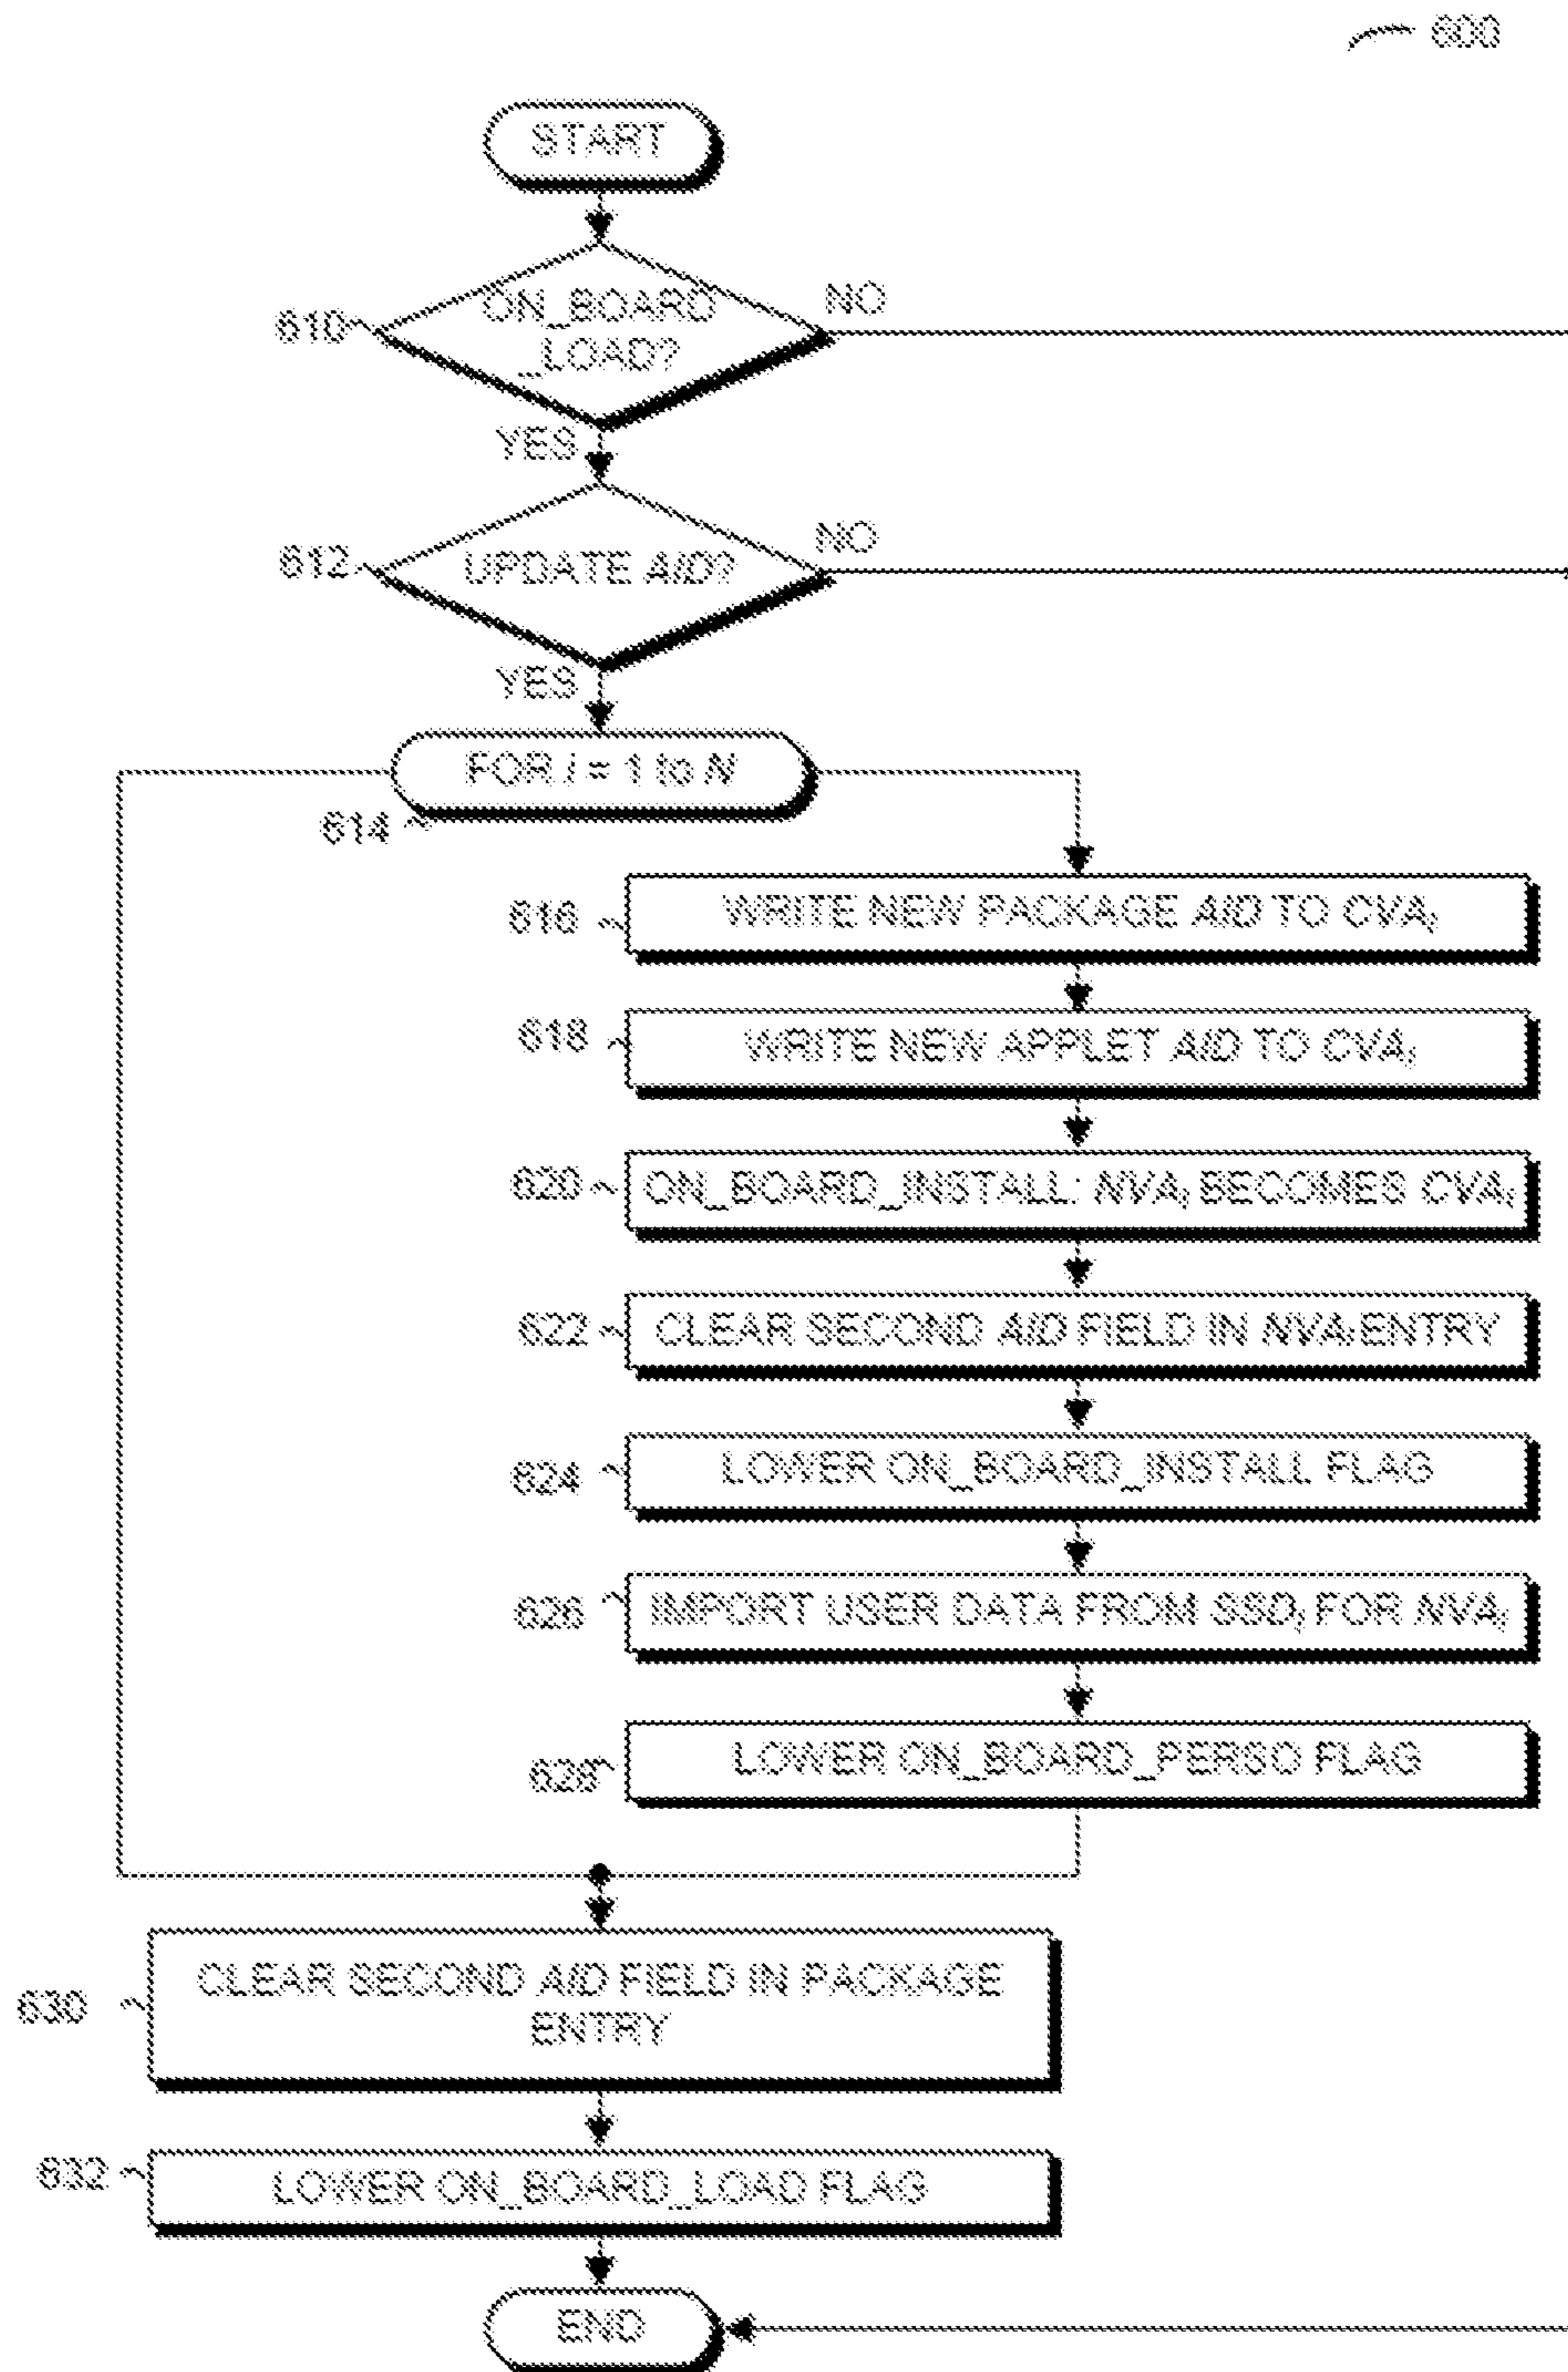 600
START
610
ON_BOARD
_LOAD?
NO
YES
612
UPDATE AID?
NO
YES
FOR i = 1 to N
614
616
WRITE NEW PACKAGE AID TO CVAi
618
WRITE NEW APPLET AID TO CVAi
620
ON_BOARD_INSTALL: NVAi BECOMES CVAi
622
CLEAR SECOND AID FIELD IN NVAi ENTRY
624
LOWER ON_BOARD_INSTALL FLAG
626
IMPORT USER DATA FROM SSDi FOR NVAi
628
LOWER ON_BOARD_PERSO FLAG
630
CLEAR SECOND AID FIELD IN PACKAGE
ENTRY
632
LOWER ON_BOARD_LOAD FLAG
END